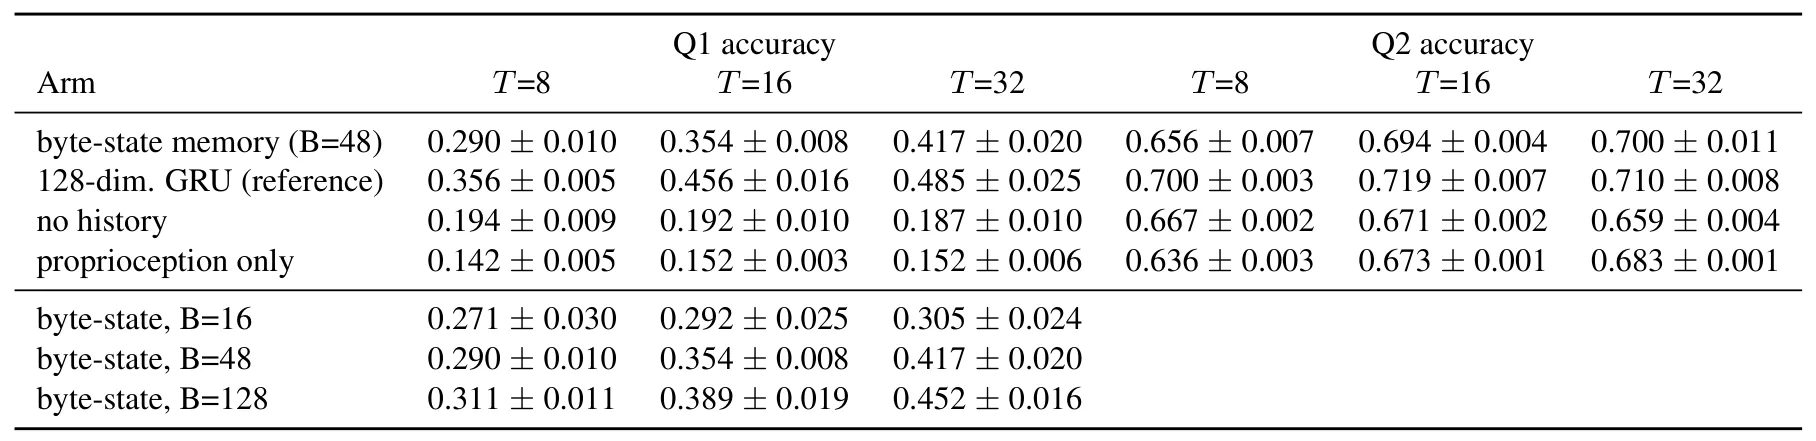 Q1 accuracy Q2 accuracy
Arm T=8 T=16 T=32 T=8 T=16 T=32
byte-state memory (B=48) 0.290 ± 0.010 0.354 ± 0.008 0.417 ± 0.020 0.656 ± 0.007 0.694 ± 0.004 0.700 ± 0.011
128-dim. GRU (reference) 0.356 ± 0.005 0.456 ± 0.016 0.485 ± 0.025 0.700 ± 0.003 0.719 ± 0.007 0.710 ± 0.008
no history 0.194 ± 0.009 0.192 ± 0.010 0.187 ± 0.010 0.667 ± 0.002 0.671 ± 0.002 0.659 ± 0.004
proprioception only 0.142 ± 0.005 0.152 ± 0.003 0.152 ± 0.006 0.636 ± 0.003 0.673 ± 0.001 0.683 ± 0.001
byte-state, B=16 0.271 ± 0.030 0.292 ± 0.025 0.305 ± 0.024
byte-state, B=48 0.290 ± 0.010 0.354 ± 0.008 0.417 ± 0.020
byte-state, B=128 0.311 ± 0.011 0.389 ± 0.019 0.452 ± 0.016